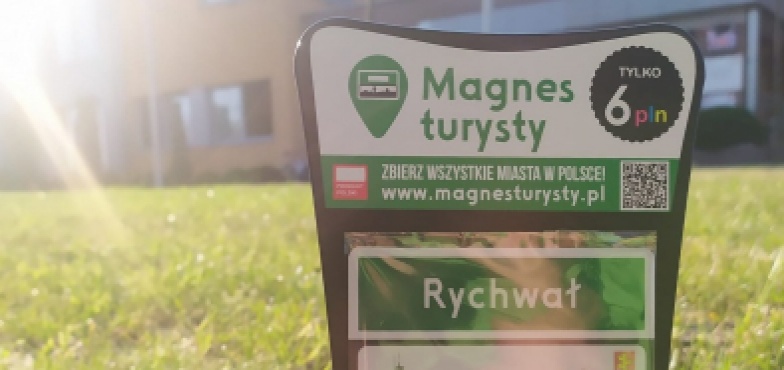 Magnes
turysty
TYLKO
6 pln
ZBIERZ WSZYSTKIE MIASTA W POLSCE!
www.magnesturysty.pl
Rychwał